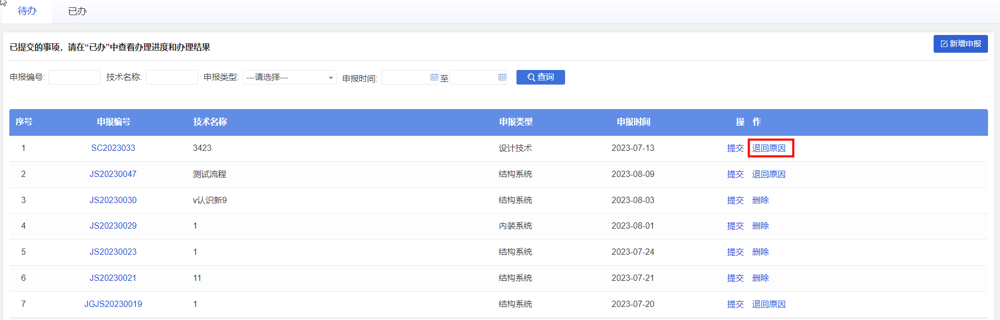 待办 已办
已提交的事项，请在“已办”中查看办理进度和办理结果 新增申报
申报编号: 技术名称: 申报类型: ---请选择--- 申报时间: 至 查询
序号 申报编号 技术名称 申报类型 申报时间 操 作
1 SC2023033 3423 设计技术 2023-07-13 提交 退回原因
2 JS20230047 测试流程 结构系统 2023-08-09 提交 退回原因
3 JS20230030 v认识新9 结构系统 2023-08-03 提交 删除
4 JS20230029 1 内装系统 2023-08-01 提交 删除
5 JS20230023 1 结构系统 2023-07-24 提交 删除
6 JS20230021 11 结构系统 2023-07-21 提交 删除
7 JGJS20230019 1 结构系统 2023-07-20 提交 退回原因